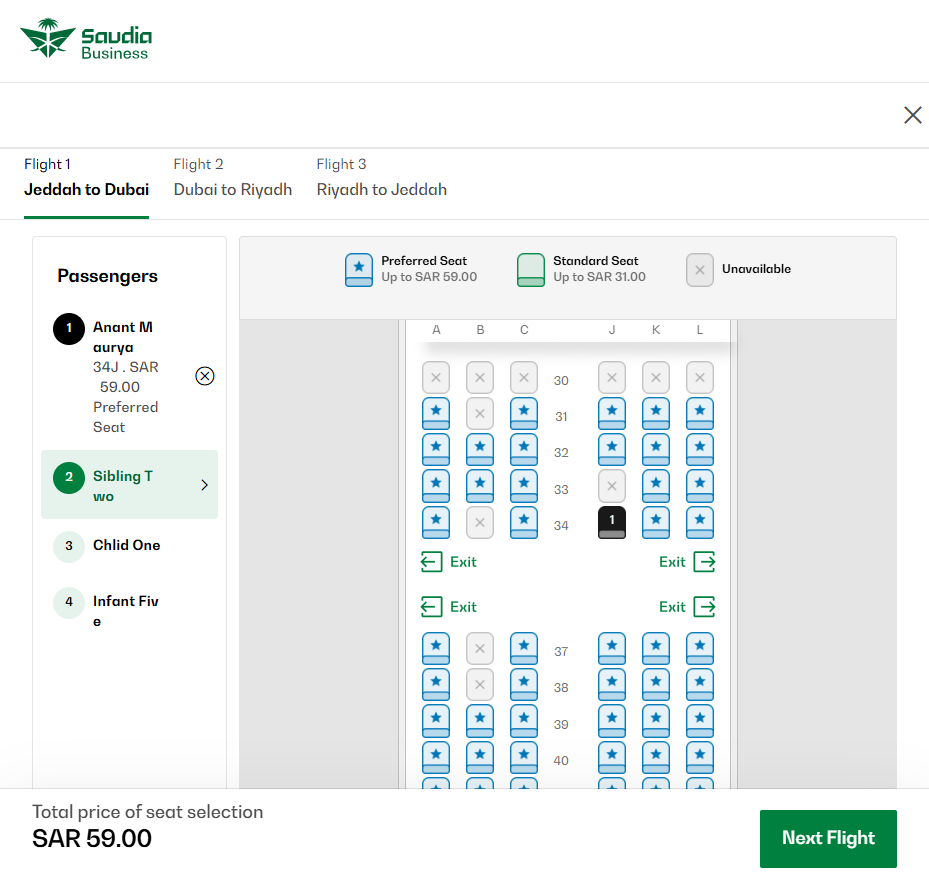 Saudia
Business
Flight 1
Jeddah to Dubai
Flight 2
Dubai to Riyadh
Flight 3
Riyadh to Jeddah
Passengers
1
Anant M
aurya
34J . SAR
59.00
Preferred
Seat
2
Sibling T
wo
3
Chlid One
4
Infant Fiv
e
Preferred Seat
Up to SAR 59.00
Standard Seat
Up to SAR 31.00
Unavailable
A B C J K L
30
31
32
33
1
34
Exit Exit
Exit Exit
37
38
39
40
Total price of seat selection
SAR 59.00
Next Flight